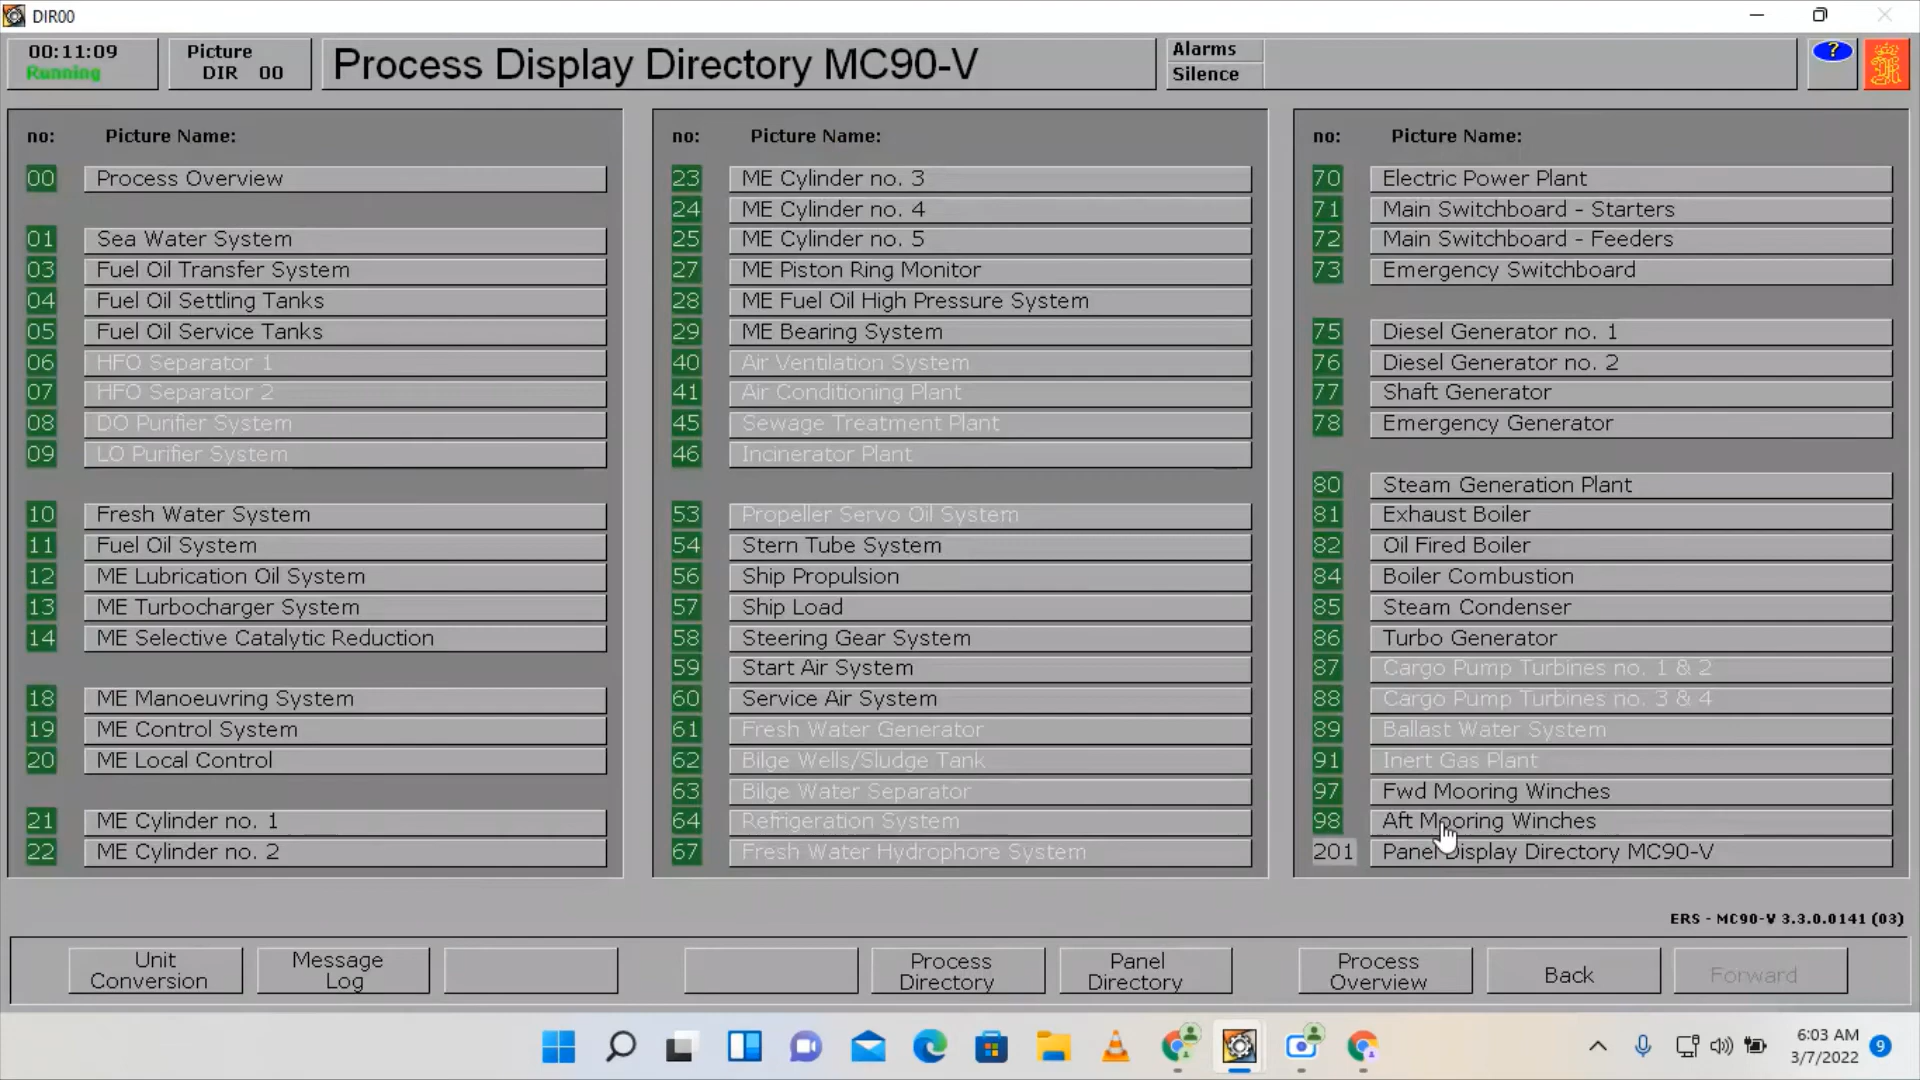 DIR00
00:11:09
Running
Picture
DIR 00
Process Display Directory MC90-V
Alarms
Silence
?
no: Picture Name:
00 Process Overview
01 Sea Water System
03 Fuel Oil Transfer System
04 Fuel Oil Settling Tanks
05 Fuel Oil Service Tanks
06 HFO Separator 1
07 HFO Separator 2
08 DO Purifier System
09 LO Purifier System
10 Fresh Water System
11 Fuel Oil System
12 ME Lubrication Oil System
13 ME Turbocharger System
14 ME Selective Catalytic Reduction
18 ME Manoeuvring System
19 ME Control System
20 ME Local Control
21 ME Cylinder no. 1
22 ME Cylinder no. 2
no: Picture Name:
23 ME Cylinder no. 3
24 ME Cylinder no. 4
25 ME Cylinder no. 5
27 ME Piston Ring Monitor
28 ME Fuel Oil High Pressure System
29 ME Bearing System
40 Air Ventilation System
41 Air Conditioning Plant
45 Sewage Treatment Plant
46 Incinerator Plant
53 Propeller Servo Oil System
54 Stern Tube System
56 Ship Propulsion
57 Ship Load
58 Steering Gear System
59 Start Air System
60 Service Air System
61 Fresh Water Generator
62 Bilge Wells/Sludge Tank
63 Bilge Water Separator
64 Refrigeration System
67 Fresh Water Hydrophore System
no: Picture Name:
70 Electric Power Plant
71 Main Switchboard - Starters
72 Main Switchboard - Feeders
73 Emergency Switchboard
75 Diesel Generator no. 1
76 Diesel Generator no. 2
77 Shaft Generator
78 Emergency Generator
80 Steam Generation Plant
81 Exhaust Boiler
82 Oil Fired Boiler
84 Boiler Combustion
85 Steam Condenser
86 Turbo Generator
87 Cargo Pump Turbines no. 1 & 2
88 Cargo Pump Turbines no. 3 & 4
89 Ballast Water System
91 Inert Gas Plant
97 Fwd Mooring Winches
98 Aft Mooring Winches
201 Panel Display Directory MC90-V
ERS - MC90-V 3.3.0.0141 (03)
Unit
Conversion
Message
Log
Process
Directory
Panel
Directory
Process
Overview
Back
Forward
6:03 AM
3/7/2022
9